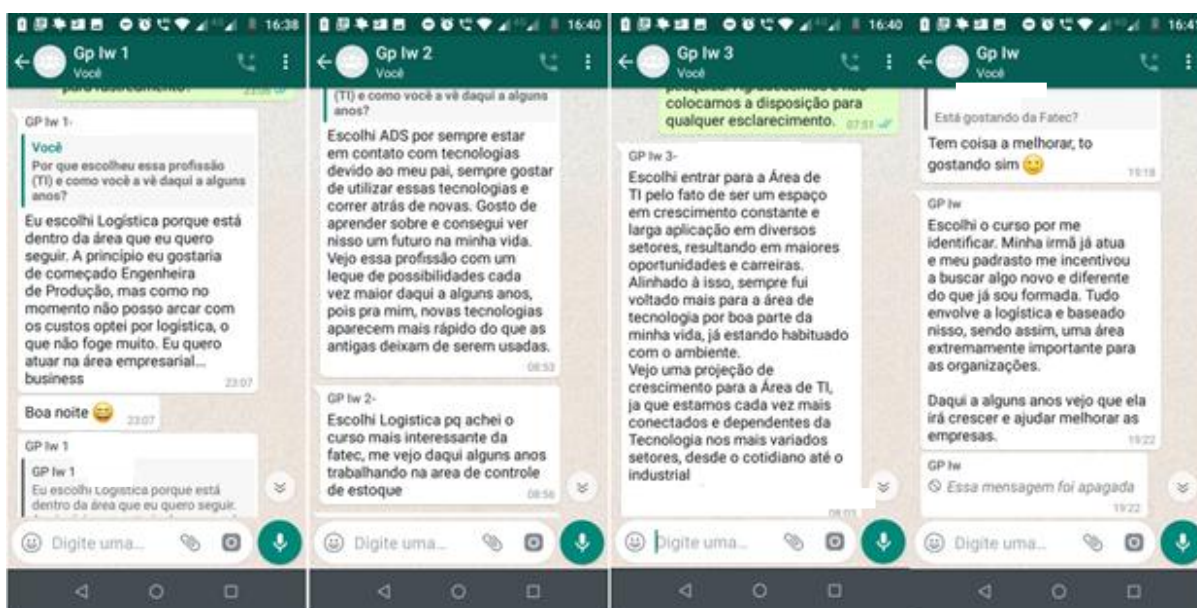 16:38
Gp Iw 1
Você
para rastreamento?
23:06
GP Iw 1-
Você
Por que escolheu essa profissão
(TI) e como você a vê daqui a alguns
anos?
Eu escolhi Logística porque está
dentro da área que eu quero
seguir. A princípio eu gostaria
de começado Engenheira
de Produção, mas como no
momento não posso arcar com
os custos optei por logística, o
que não foge muito. Eu quero
atuar na área empresarial...
business
23:07
Boa noite 😄
23:07
GP Iw 1
GP Iw 1
Eu escolhi Logística porque está
dentro da área que eu quero seguir.
Digite uma...
16:40
Gp Iw 2
Você
(TI) e como você a vê daqui a alguns
anos?
Escolhi ADS por sempre estar
em contato com tecnologias
devido ao meu pai, sempre gostar
de utilizar essas tecnologias e
correr atrás de novas. Gosto de
aprender sobre e consegui ver
nisso um futuro na minha vida.
Vejo essa profissão com um
leque de possibilidades cada
vez maior daqui a alguns anos,
pois pra mim, novas tecnologias
aparecem mais rápido do que as
antigas deixam de serem usadas.
08:53
GP Iw 2-
Escolhi Logistica pq achei o
curso mais interessante da
fatec, me vejo daqui alguns anos
trabalhando na area de controle
de estoque
08:56
Digite uma...
16:40
Gp Iw 3
Você
colocamos a disposição para
qualquer esclarecimento.
07:51
GP Iw 3-
Escolhi entrar para a Área de
TI pelo fato de ser um espaço
em crescimento constante e
larga aplicação em diversos
setores, resultando em maiores
oportunidades e carreiras.
Alinhado à isso, sempre fui
voltado mais para a área de
tecnologia por boa parte da
minha vida, já estando habituado
com o ambiente.
Vejo uma projeção de
crescimento para a Área de TI,
ja que estamos cada vez mais
conectados e dependentes da
Tecnologia nos mais variados
setores, desde o cotidiano até o
industrial
Digite uma...
Gp Iw
Você
Está gostando da Fatec?
Tem coisa a melhorar, to
gostando sim 🙂
19:18
GP Iw
Escolhi o curso por me
identificar. Minha irmã já atua
e meu padrasto me incentivou
a buscar algo novo e diferente
do que já sou formada. Tudo
envolve a logística e baseado
nisso, sendo assim, uma área
extremamente importante para
as organizações.
Daqui a alguns anos vejo que ela
irá crescer e ajudar melhorar as
empresas.
19:22
GP Iw
Essa mensagem foi apagada
19:22
Digite uma...